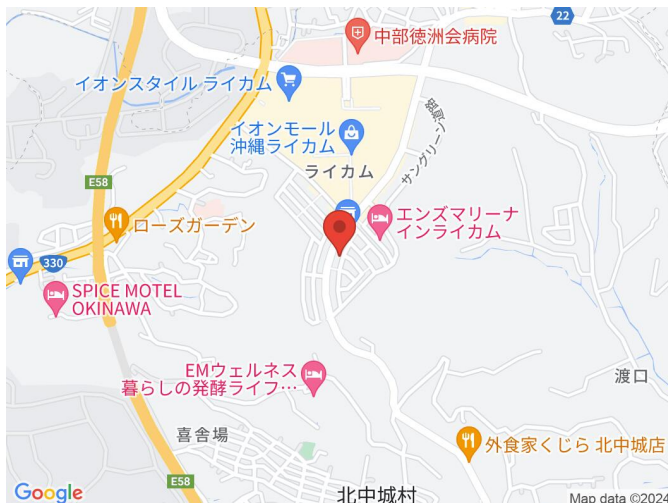 22
中部徳洲会病院
イオンスタイル ライカム
イオンモール
沖縄ライカム
ライカム
サングリーン通路
E58
エンズマリーナ
インライカム
ローズガーデン
330
SPICE MOTEL
OKINAWA
EMウェルネス
暮らしの発酵ライフ…
渡口
喜舎場
外食家くじら 北中城店
E58
北中城村
Google
Map data ©2024